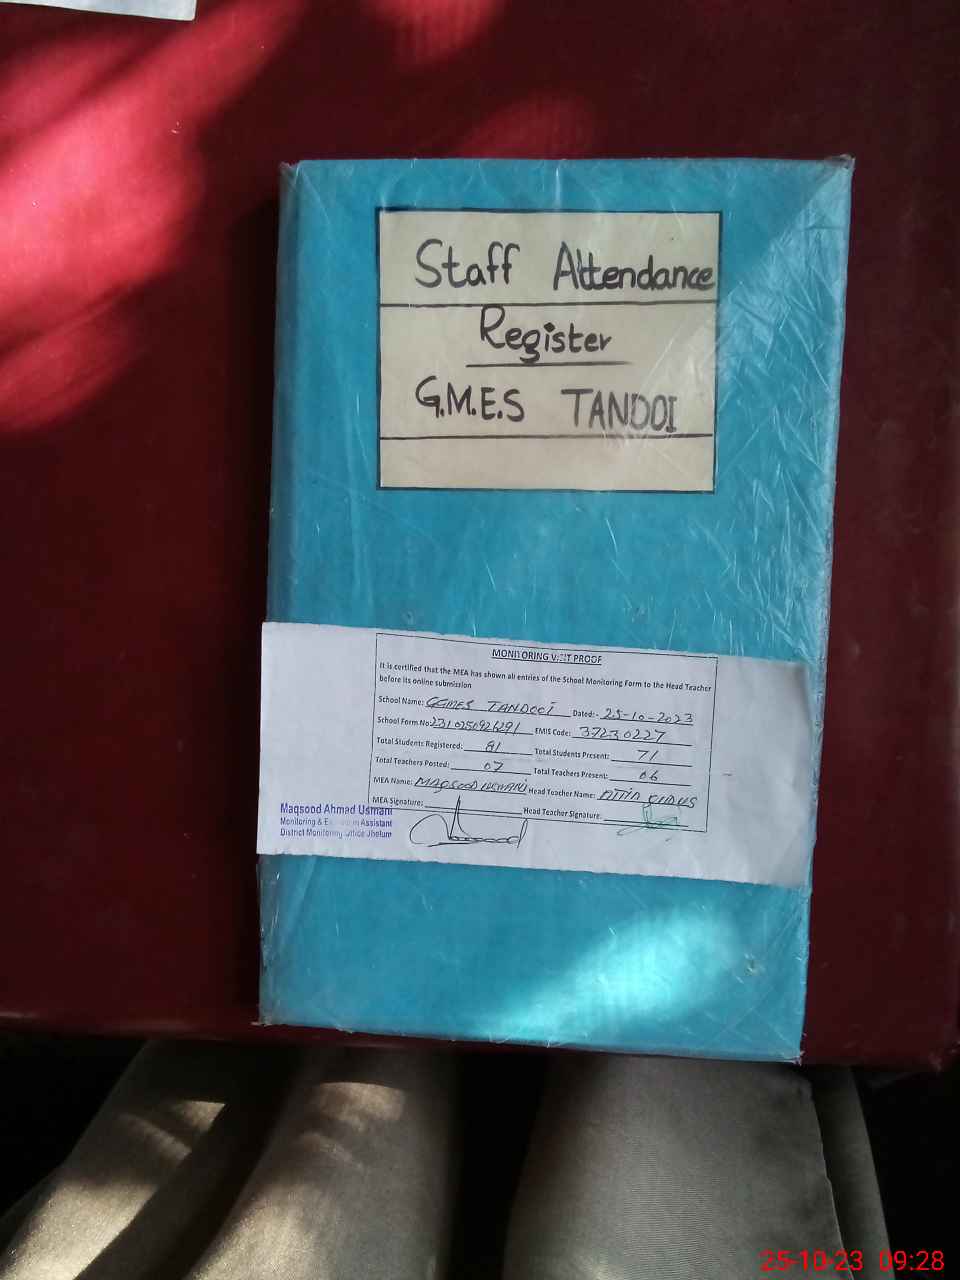 Staff Attendance
Register
G.M.E.S TANDOI
MONITORING VISIT PROOF
It is certified that the MEA has shown all entries of the School Monitoring Form to the Head Teacher
before its online submission
School Name: GGMES TANDOOI Dated:- 25-10-2023
School Form No: EMIS Code: 37230227
Total Students Registered: 81 Total Students Present: 71
Total Teachers Posted: 07 Total Teachers Present: 06
MEA Name: MAQSOOD USMANI Head Teacher Name:
MEA Signature: Head Teacher Signature:
Maqsood Ahmad Usmani
Monitoring & Assistant
District Monitoring Office Jhelum
25-10-23 09:28